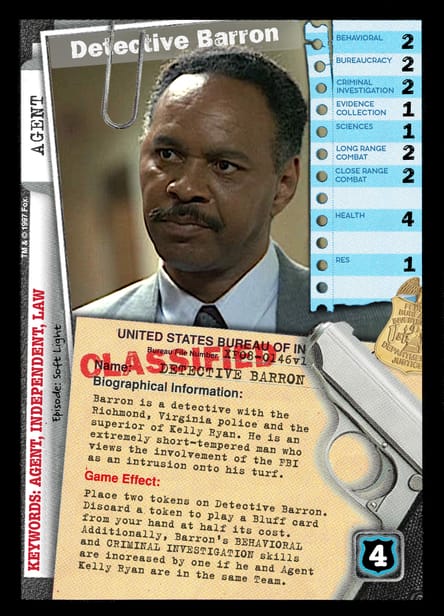 Detective Barron
AGENT
TM & © 1997 Fox.
KEYWORDS: AGENT, INDEPENDENT, LAW
Episode: Soft Light
BEHAVIORAL 2
BUREAUCRACY 2
CRIMINAL
INVESTIGATION 2
EVIDENCE
COLLECTION 1
SCIENCES 1
LONG RANGE
COMBAT 2
CLOSE RANGE
COMBAT 2
HEALTH 4
RES 1
UNITED STATES BUREAU OF IN
Bureau File Number: XF98-0146v1
CLASSIFIED
Name: DETECTIVE BARRON
Biographical Information:
Barron is a detective with the
Richmond, Virginia police and the
superior of Kelly Ryan. He is an
extremely short-tempered man who
views the involvement of the FBI
as an intrusion onto his turf.
Game Effect:
Place two tokens on Detective Barron.
Discard a token to play a Bluff card
from your hand at half its cost.
Additionally, Barron's BEHAVIORAL
and CRIMINAL INVESTIGATION skills
are increased by one if he and Agent
Kelly Ryan are in the same Team.
4